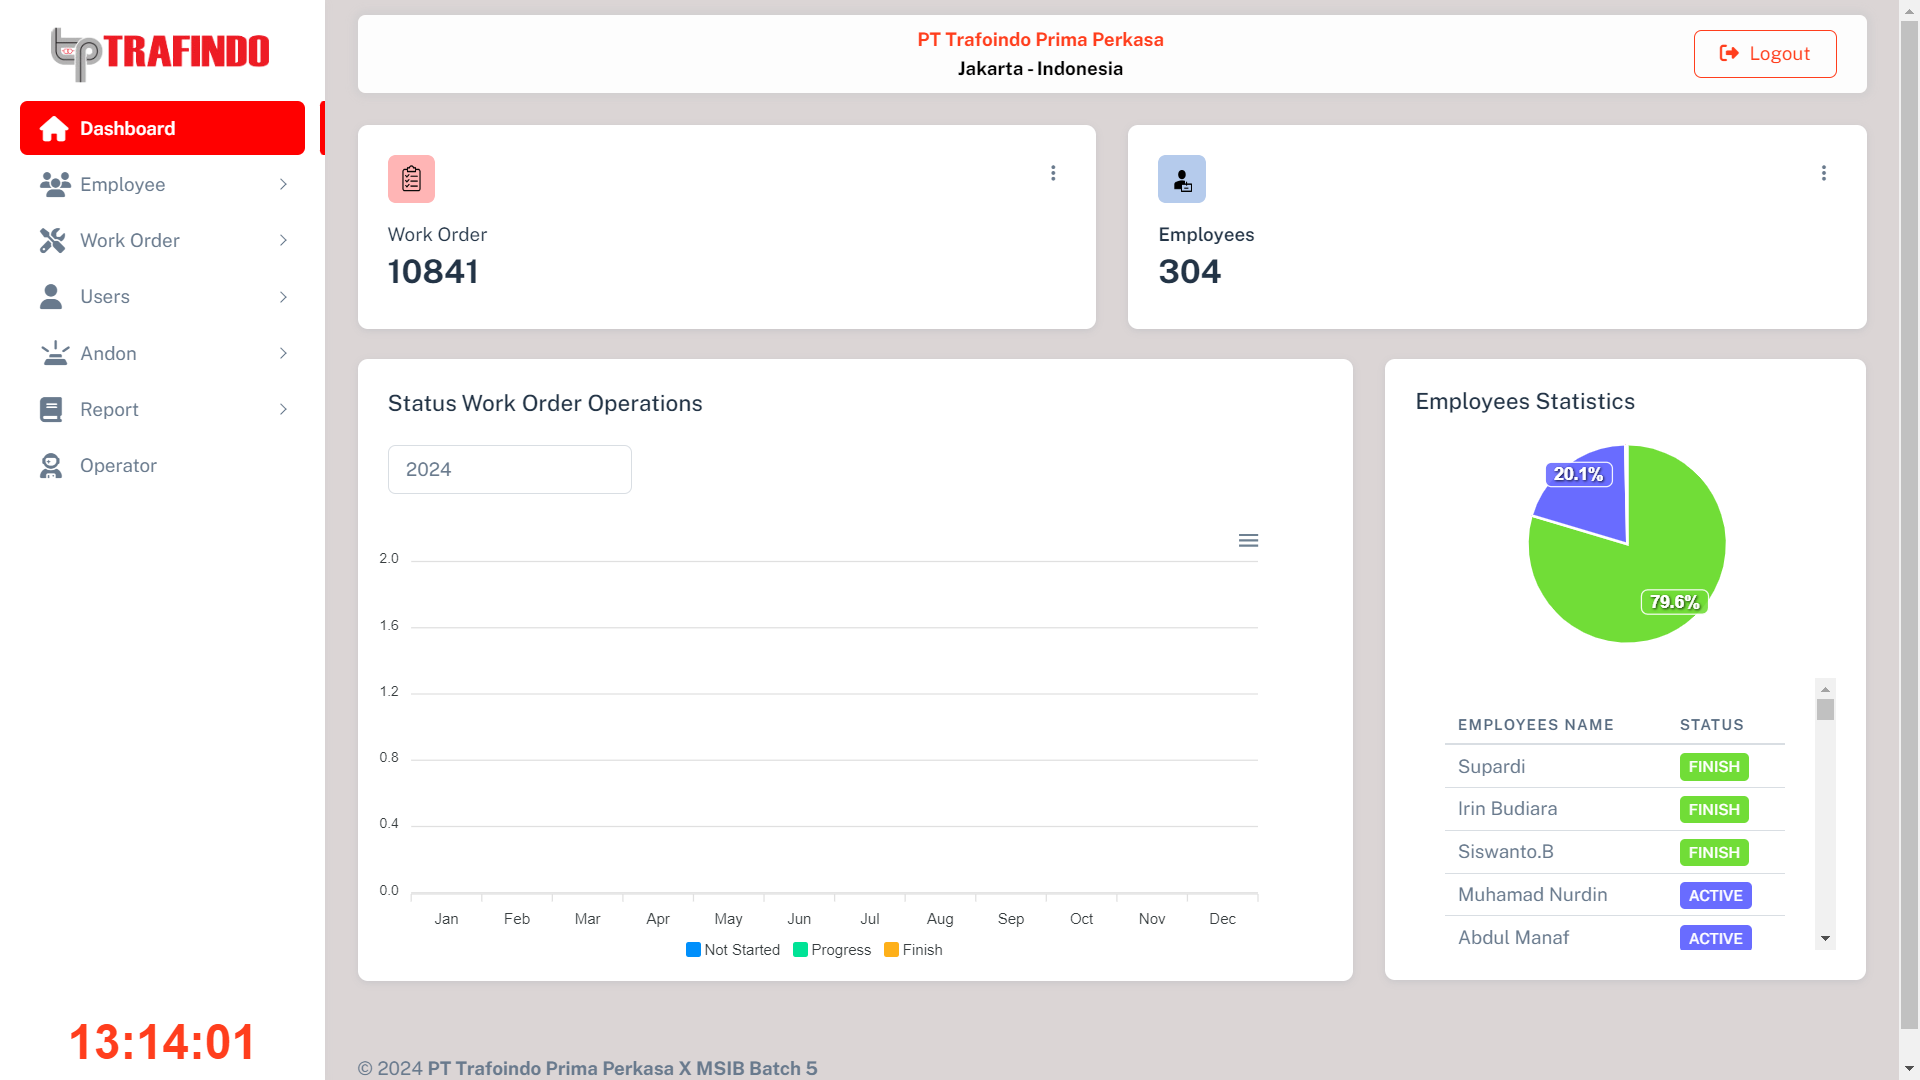 TRAFINDO
Dashboard
Employee
Work Order
Users
Andon
Report
Operator
13:14:01
PT Trafoindo Prima Perkasa
Jakarta - Indonesia
Logout
Work Order
10841
Employees
304
Status Work Order Operations
2024
2.0
1.6
1.2
0.8
0.4
0.0
Jan Feb Mar Apr May Jun Jul Aug Sep Oct Nov Dec
Not Started Progress Finish
Employees Statistics
20.1%
79.6%
EMPLOYEES NAME STATUS
Supardi FINISH
Irin Budiara FINISH
Siswanto.B FINISH
Muhamad Nurdin ACTIVE
Abdul Manaf ACTIVE
© 2024 PT Trafoindo Prima Perkasa X MSIB Batch 5